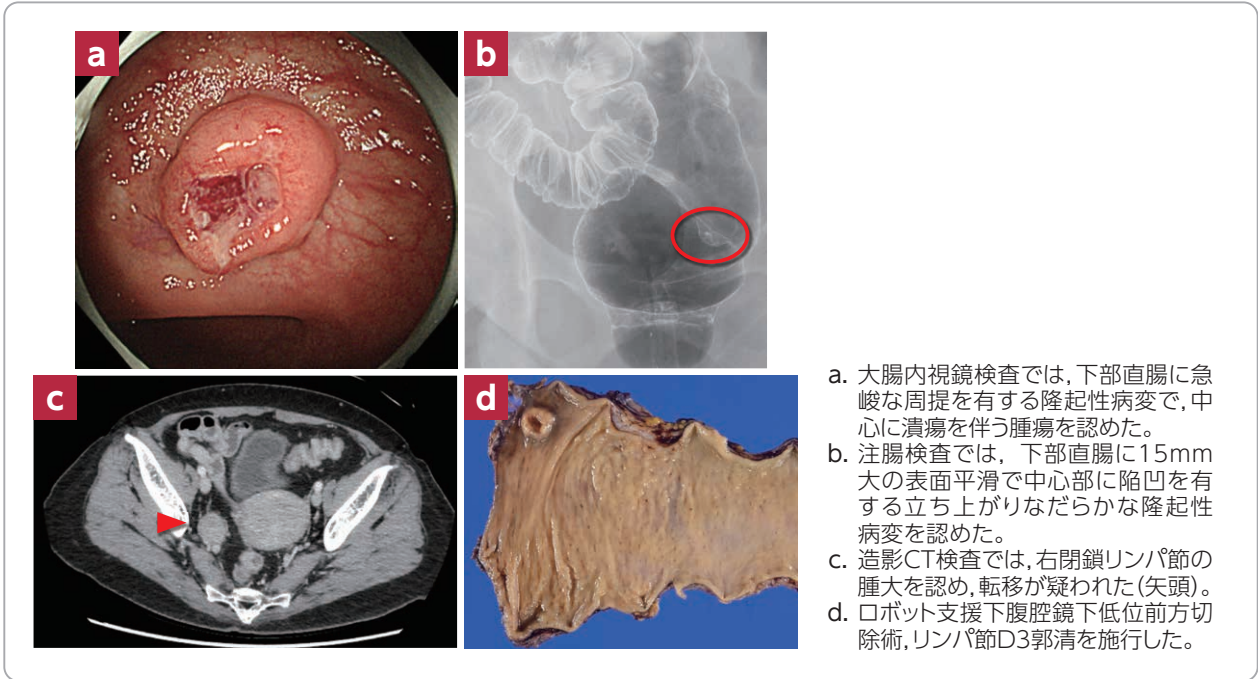 a
b
c
d
a. 大腸内視鏡検査では，下部直腸に急
峻な周提を有する隆起性病変で，中
心に潰瘍を伴う腫瘍を認めた。
b. 注腸検査では，下部直腸に15mm
大の表面平滑で中心部に陥凹を有
する立ち上がりなだらかな隆起性
病変を認めた。
c. 造影CT検査では，右閉鎖リンパ節の
腫大を認め，転移が疑われた（矢頭）。
d. ロボット支援下腹腔鏡下低位前方切
除術，リンパ節D3郭清を施行した。